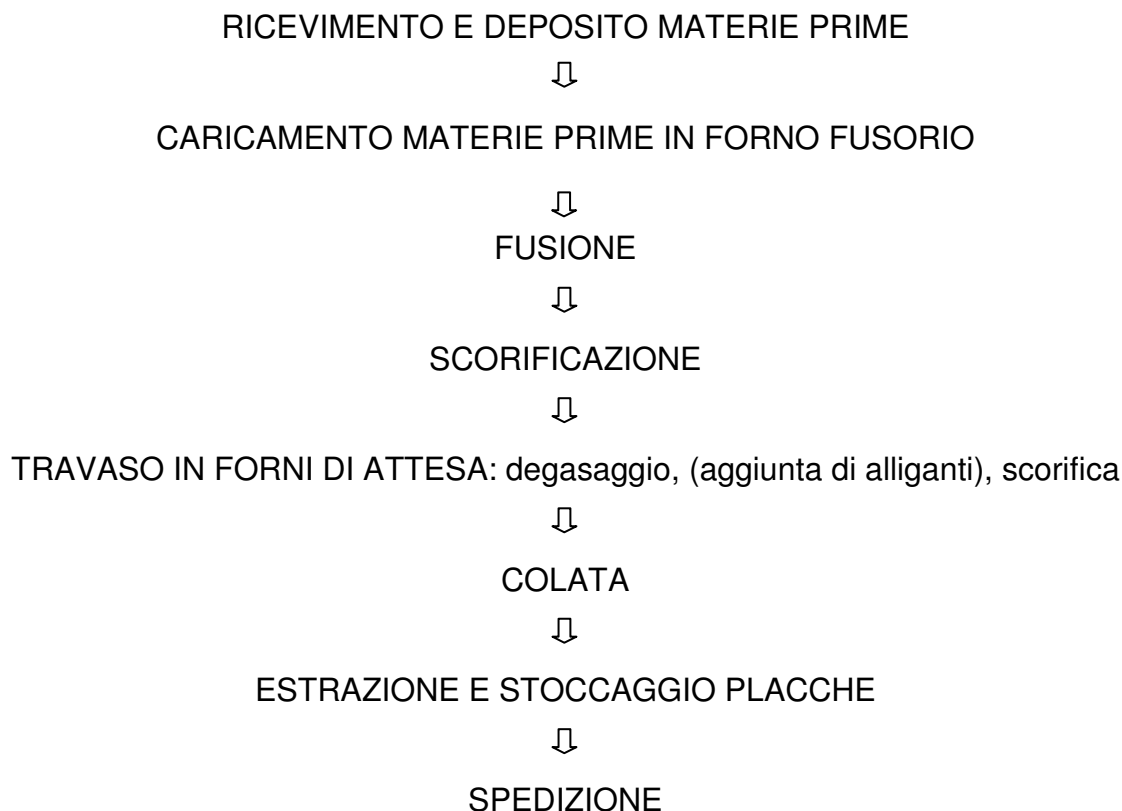 RICEVIMENTO E DEPOSITO MATERIE PRIME
⇩
CARICAMENTO MATERIE PRIME IN FORNO FUSORIO
⇩
FUSIONE
⇩
SCORIFICAZIONE
⇩
TRAVASO IN FORNI DI ATTESA: degasaggio, (aggiunta di alliganti), scorifica
⇩
COLATA
⇩
ESTRAZIONE E STOCCAGGIO PLACCHE
⇩
SPEDIZIONE